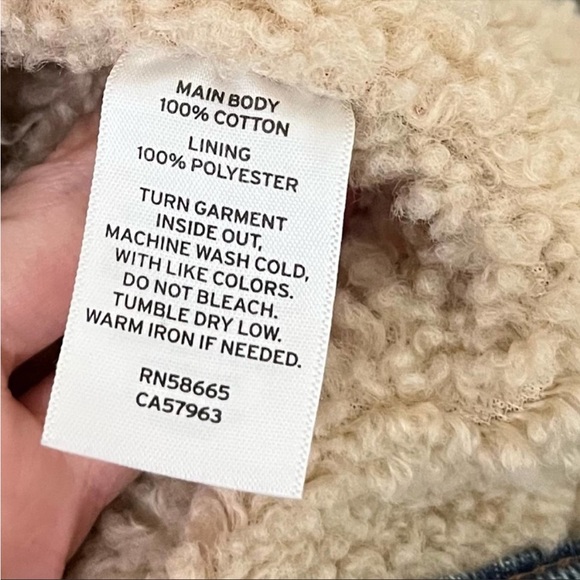 MAIN BODY
100% COTTON
LINING
100% POLYESTER
TURN GARMENT
INSIDE OUT,
MACHINE WASH COLD,
WITH LIKE COLORS.
DO NOT BLEACH.
TUMBLE DRY LOW.
WARM IRON IF NEEDED.
RN58665
CA57963